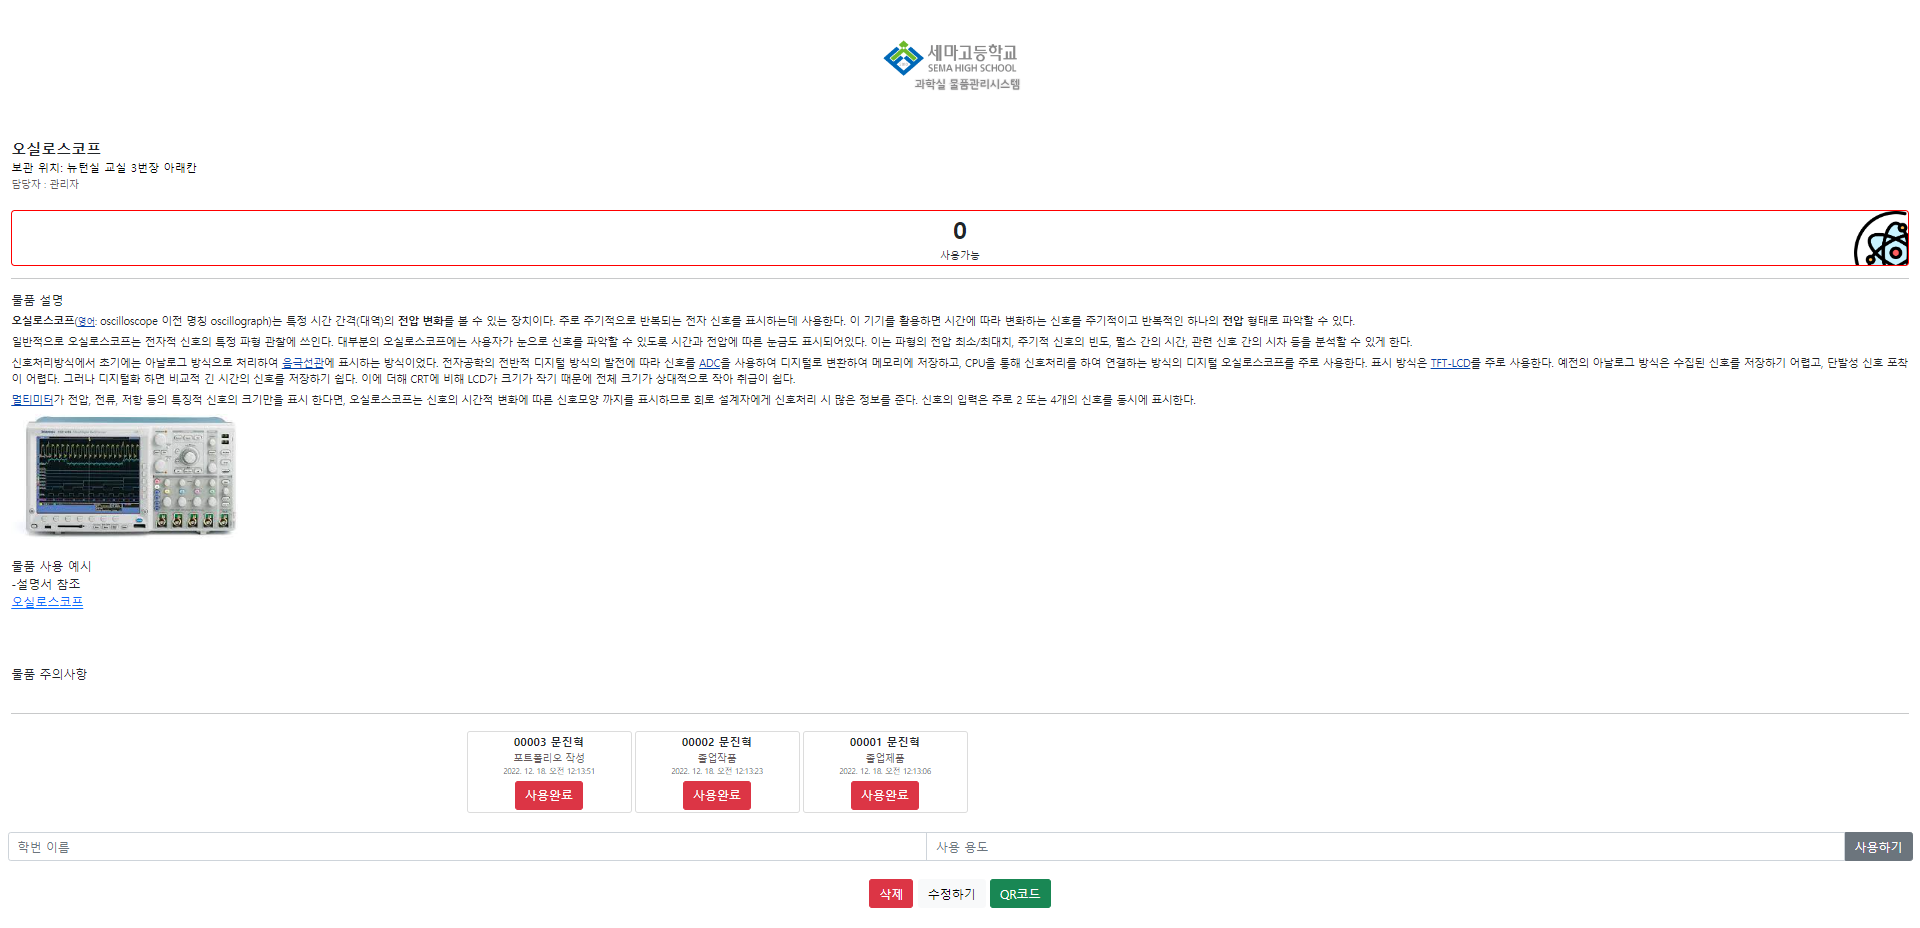 세마고등학교
SEMA HIGH SCHOOL
과학실 물품관리시스템
오실로스코프
보관 위치: 뉴턴실 교실 3번장 아래칸
담당자 : 관리자
0
사용가능
물품 설명
오실로스코프(영어: oscilloscope 이전 명칭 oscillograph)는 특정 시간 간격(대역)의 전압 변화를 볼 수 있는 장치이다. 주로 주기적으로 반복되는 전자 신호를 표시하는데 사용한다. 이 기기를 활용하면 시간에 따라 변화하는 신호를 주기적이고 반복적인 하나의 전압 형태로 파악할 수 있다.
일반적으로 오실로스코프는 전자적 신호의 특정 파형 관찰에 쓰인다. 대부분의 오실로스코프에는 사용자가 눈으로 신호를 파악할 수 있도록 시간과 전압에 따른 눈금도 표시되어있다. 이는 파형의 전압 최소/최대치, 주기적 신호의 빈도, 펄스 간의 시간, 관련 신호 간의 시차 등을 분석할 수 있게 한다.
신호처리방식에서 초기에는 아날로그 방식으로 처리하여 음극선관에 표시하는 방식이었다. 전자공학의 전반적 디지털 방식의 발전에 따라 신호를 ADC을 사용하여 디지털로 변환하여 메모리에 저장하고, CPU을 통해 신호처리를 하여 연결하는 방식의 디지털 오실로스코프를 주로 사용한다. 표시 방식은 TFT-LCD를 주로 사용한다. 예전의 아날로그 방식은 수집된 신호를 저장하기 어렵고, 단발성 신호 포착
이 어렵다. 그러나 디지털화 하면 비교적 긴 시간의 신호를 저장하기 쉽다. 이에 더해 CRT에 비해 LCD가 크기가 작기 때문에 전체 크기가 상대적으로 작아 취급이 쉽다.
멀티미터가 전압, 전류, 저항 등의 특징적 신호의 크기만을 표시 한다면, 오실로스코프는 신호의 시간적 변화에 따른 신호모양 까지를 표시하므로 회로 설계자에게 신호처리 시 많은 정보를 준다. 신호의 입력은 주로 2 또는 4개의 신호를 동시에 표시한다.
물품 사용 예시
-설명서 참조
오실로스코프
물품 주의사항
00003 문진혁
포트폴리오 작성
2022. 12. 18. 오전 12:13:51
사용완료
00002 문진혁
졸업작품
2022. 12. 18. 오전 12:13:23
사용완료
00001 문진혁
졸업제품
2022. 12. 18. 오전 12:13:06
사용완료
학번 이름
사용 용도
사용하기
삭제
수정하기
QR코드